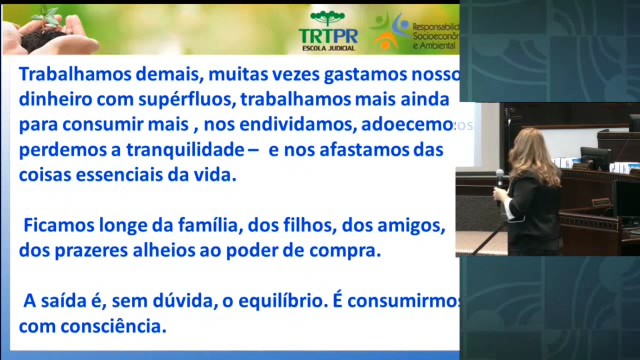 TRTPR
ESCOLA JUDICIAL
Responsabilid
Socioeconôm
e Ambiental
Trabalhamos demais, muitas vezes gastamos nosso
dinheiro com supérfluos, trabalhamos mais ainda
para consumir mais , nos endividamos, adoecemos
perdemos a tranquilidade – e nos afastamos das
coisas essenciais da vida.
Ficamos longe da família, dos filhos, dos amigos,
dos prazeres alheios ao poder de compra.
A saída é, sem dúvida, o equilíbrio. É consumirmos
com consciência.